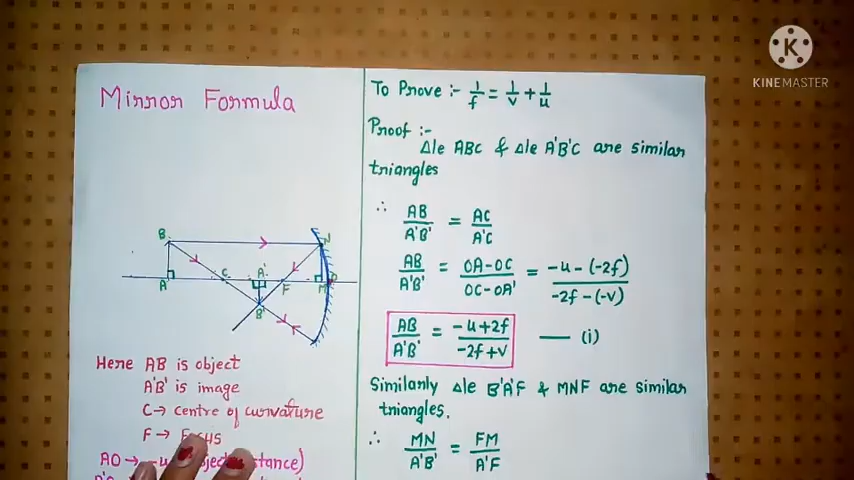 Mirror Formula
B
N
C
A'
A
F
M
B'
Here AB is object
A'B' is image
C → centre of curvature
F → Focus
AO → -u
To Prove :- 1/f = 1/v + 1/u
Proof :-
Δle ABC & Δle A'B'C are similar
triangles
∴ AB/A'B' = AC/A'C
AB/A'B' = OA-OC/OC-OA' = -u-(-2f)/-2f-(-v)
AB/A'B' = -u+2f/-2f+v — (i)
Similarly Δle B'A'F & MNF are similar
triangles.
∴ MN/A'B' = FM/A'F
K
KINEMASTER